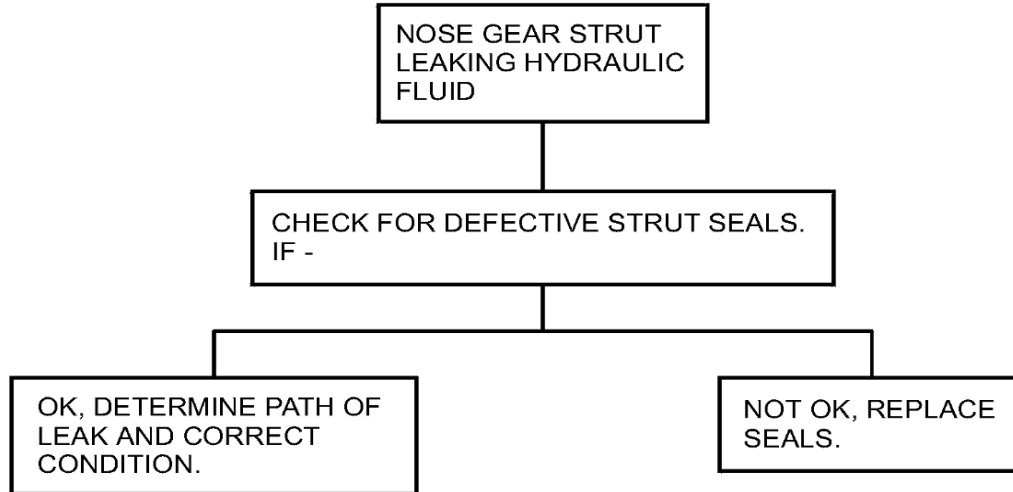 NOSE GEAR STRUT
LEAKING HYDRAULIC
FLUID
CHECK FOR DEFECTIVE STRUT SEALS.
IF -
OK, DETERMINE PATH OF
LEAK AND CORRECT
CONDITION.
NOT OK, REPLACE
SEALS.